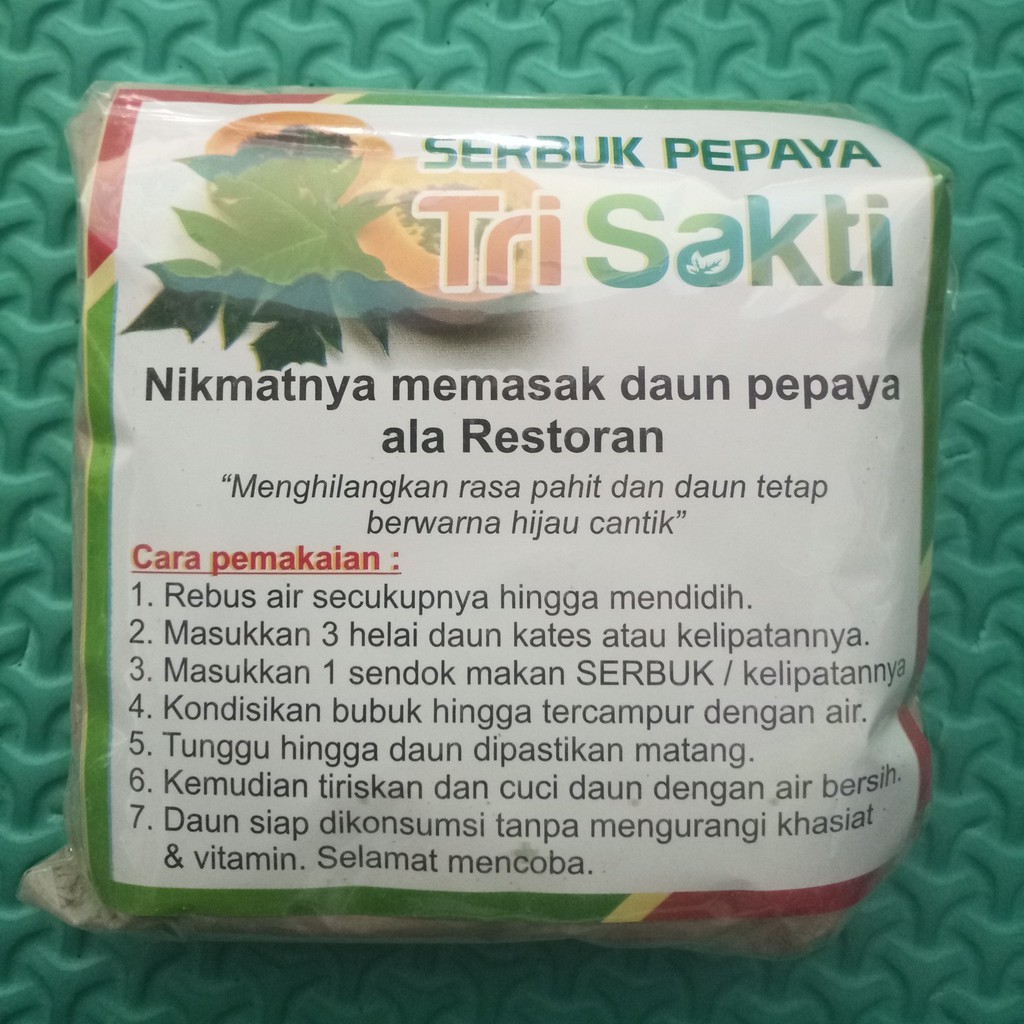 SERBUK PEPAYA
Tri Sakti
Nikmatnya memasak daun pepaya
ala Restoran
“Menghilangkan rasa pahit dan daun tetap
berwarna hijau cantik”
Cara pemakaian :
1. Rebus air secukupnya hingga mendidih.
2. Masukkan 3 helai daun kates atau kelipatannya.
3. Masukkan 1 sendok makan SERBUK / kelipatannya
4. Kondisikan bubuk hingga tercampur dengan air.
5. Tunggu hingga daun dipastikan matang.
6. Kemudian tiriskan dan cuci daun dengan air bersih.
7. Daun siap dikonsumsi tanpa mengurangi khasiat
& vitamin. Selamat mencoba.